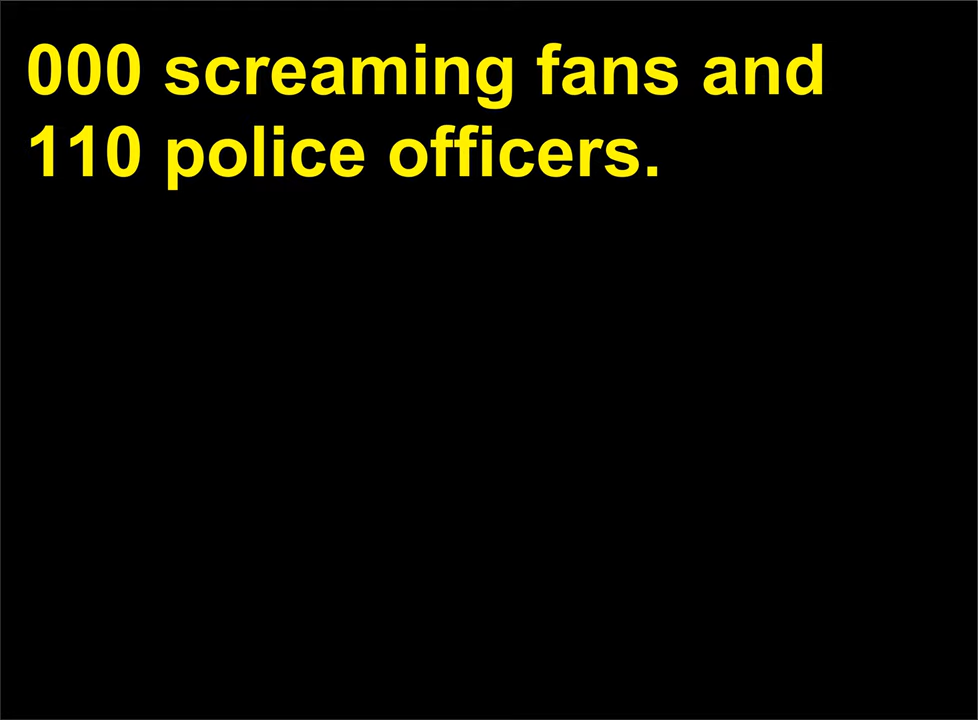 000 screaming fans and
110 police officers.